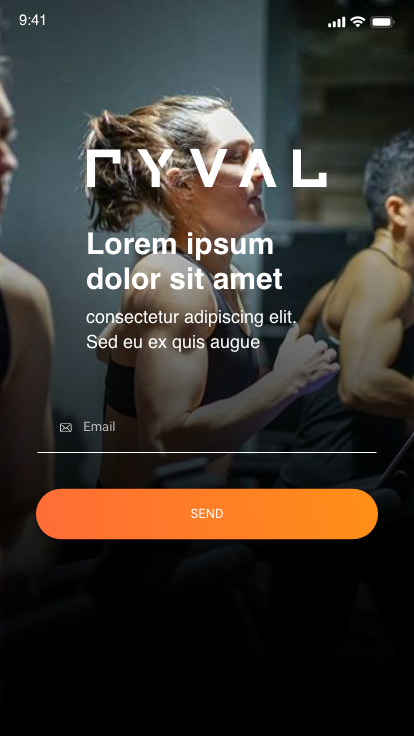 9:41
RYVAL
Lorem ipsum
dolor sit amet
consectetur adipiscing elit.
Sed eu ex quis augue
Email
SEND